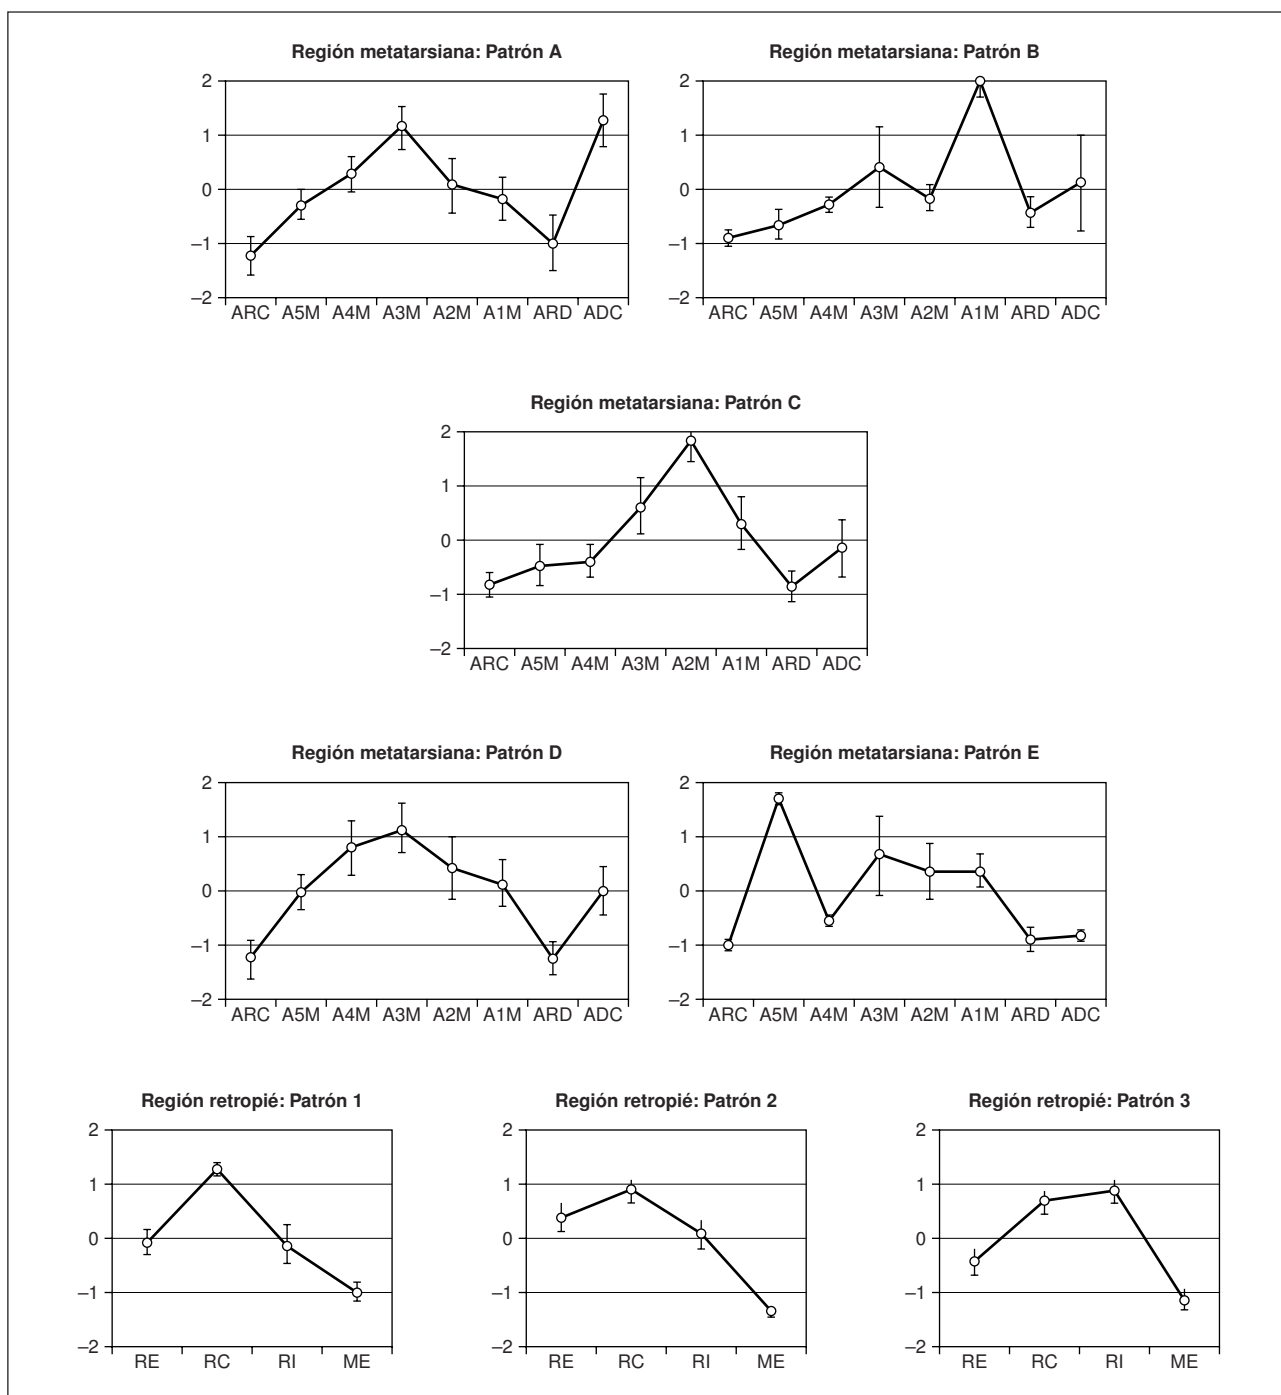 Región metatarsiana: Patrón A
2
1
0
–1
–2
ARC A5M A4M A3M A2M A1M ARD ADC
Región metatarsiana: Patrón B
2
1
0
–1
–2
ARC A5M A4M A3M A2M A1M ARD ADC
Región metatarsiana: Patrón C
2
1
0
–1
–2
ARC A5M A4M A3M A2M A1M ARD ADC
Región metatarsiana: Patrón D
2
1
0
–1
–2
ARC A5M A4M A3M A2M A1M ARD ADC
Región metatarsiana: Patrón E
2
1
0
–1
–2
ARC A5M A4M A3M A2M A1M ARD ADC
Región retropié: Patrón 1
2
1
0
–1
–2
RE RC RI ME
Región retropié: Patrón 2
2
1
0
–1
–2
RE RC RI ME
Región retropié: Patrón 3
2
1
0
–1
–2
RE RC RI ME